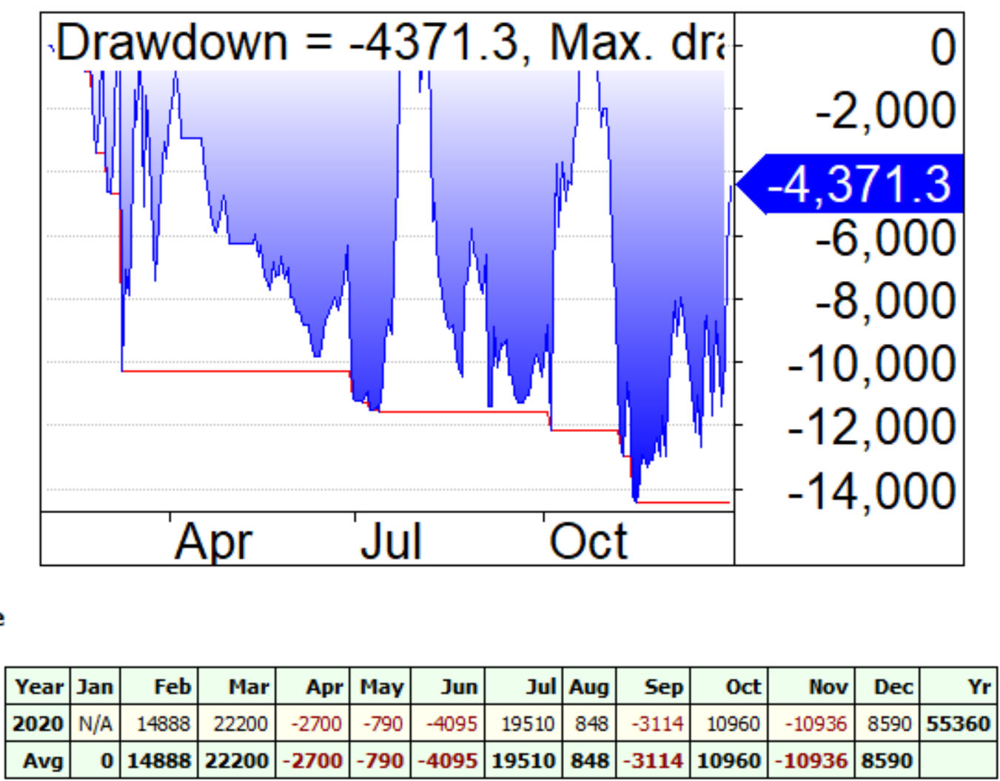 Drawdown = -4371.3, Max. dra
0
-2,000
-4,371.3
-6,000
-8,000
-10,000
-12,000
-14,000
Apr Jul Oct
e
Year Jan Feb Mar Apr May Jun Jul Aug Sep Oct Nov Dec Yr
2020 N/A 14888 22200 -2700 -790 -4095 19510 848 -3114 10960 -10936 8590 55360
Avg 0 14888 22200 -2700 -790 -4095 19510 848 -3114 10960 -10936 8590